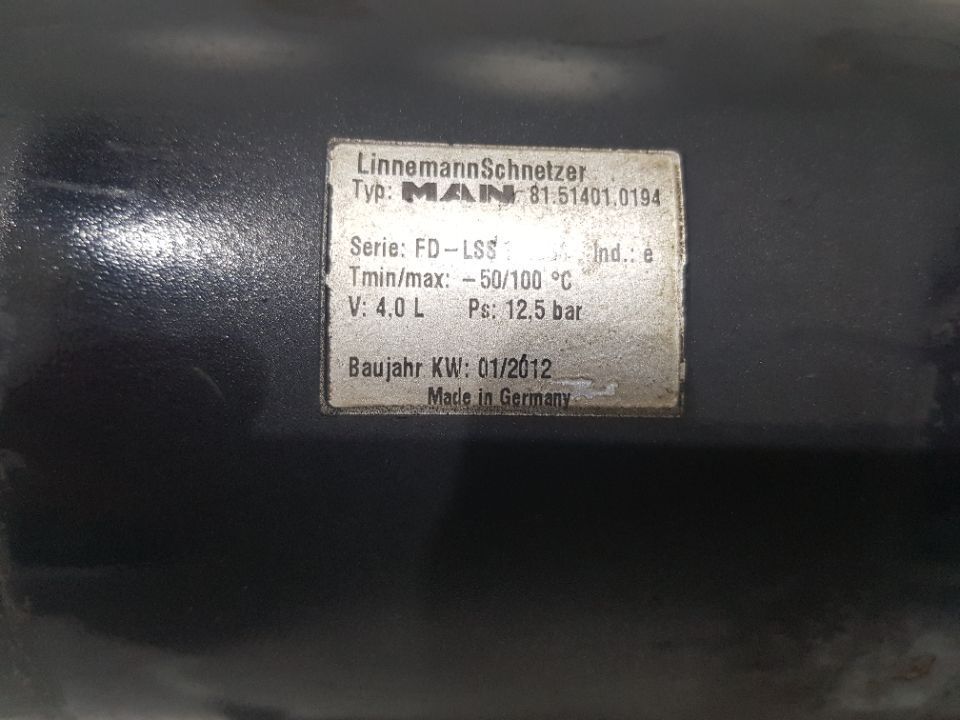 LinnemannSchnetzer
Typ: MAN 81.51401.0194
Serie: FD-LSS Ind.: e
Tmin/max: -50/100 °C
V: 4.0 L Ps: 12,5 bar
Baujahr KW: 01/2012
Made in Germany